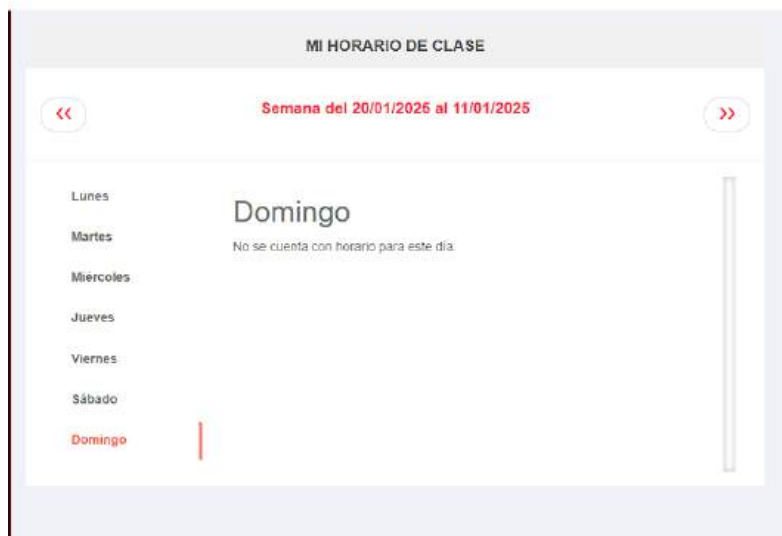 MI HORARIO DE CLASE
‹‹
Semana del 20/01/2025 al 11/01/2025
››
Lunes
Martes
Miércoles
Jueves
Viernes
Sábado
Domingo
Domingo
No se cuenta con horario para este día.